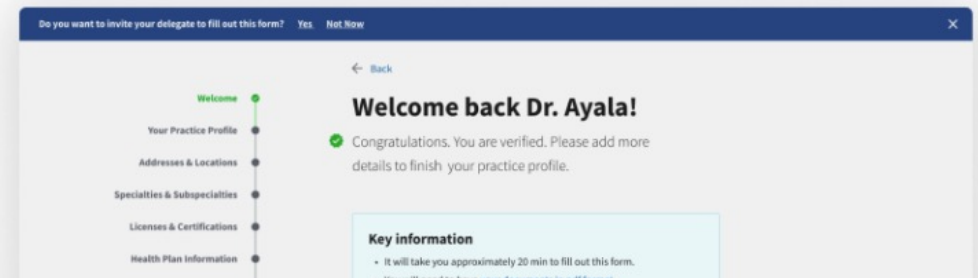 Do you want to invite your delegate to fill out this form? Yes Not Now
Back
Welcome
Your Practice Profile
Addresses & Locations
Specialties & Subspecialties
Licenses & Certifications
Health Plan Information
Welcome back Dr. Ayala!
Congratulations. You are verified. Please add more
details to finish your practice profile.
Key information
• It will take you approximately 20 min to fill out this form.